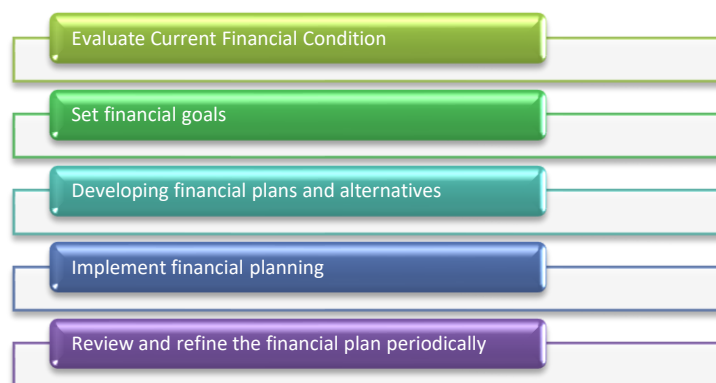 Evaluate Current Financial Condition
Set financial goals
Developing financial plans and alternatives
Implement financial planning
Review and refine the financial plan periodically